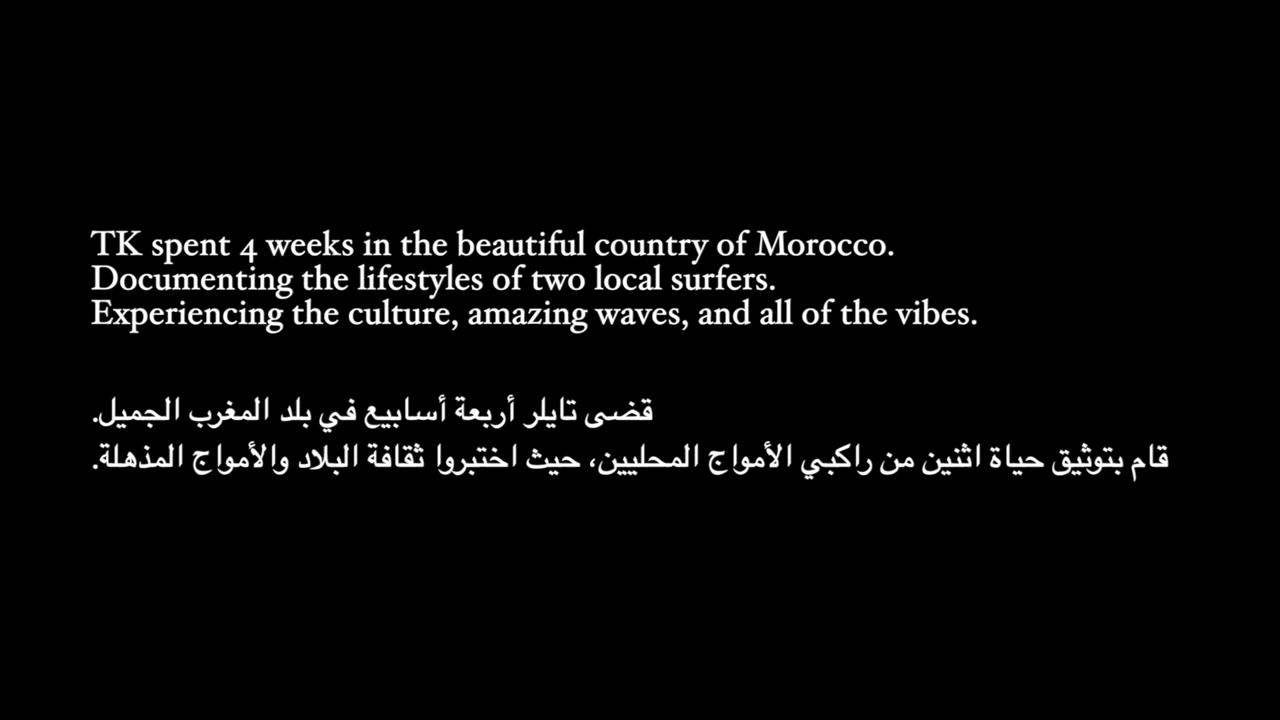 TK spent 4 weeks in the beautiful country of Morocco.
Documenting the lifestyles of two local surfers.
Experiencing the culture, amazing waves, and all of the vibes.
قضى تايلر أربعة أسابيع في بلد المغرب الجميل.
قام بتوثيق حياة اثنين من راكبي الأمواج المحليين، حيث اختبروا ثقافة البلاد والأمواج المذهلة.